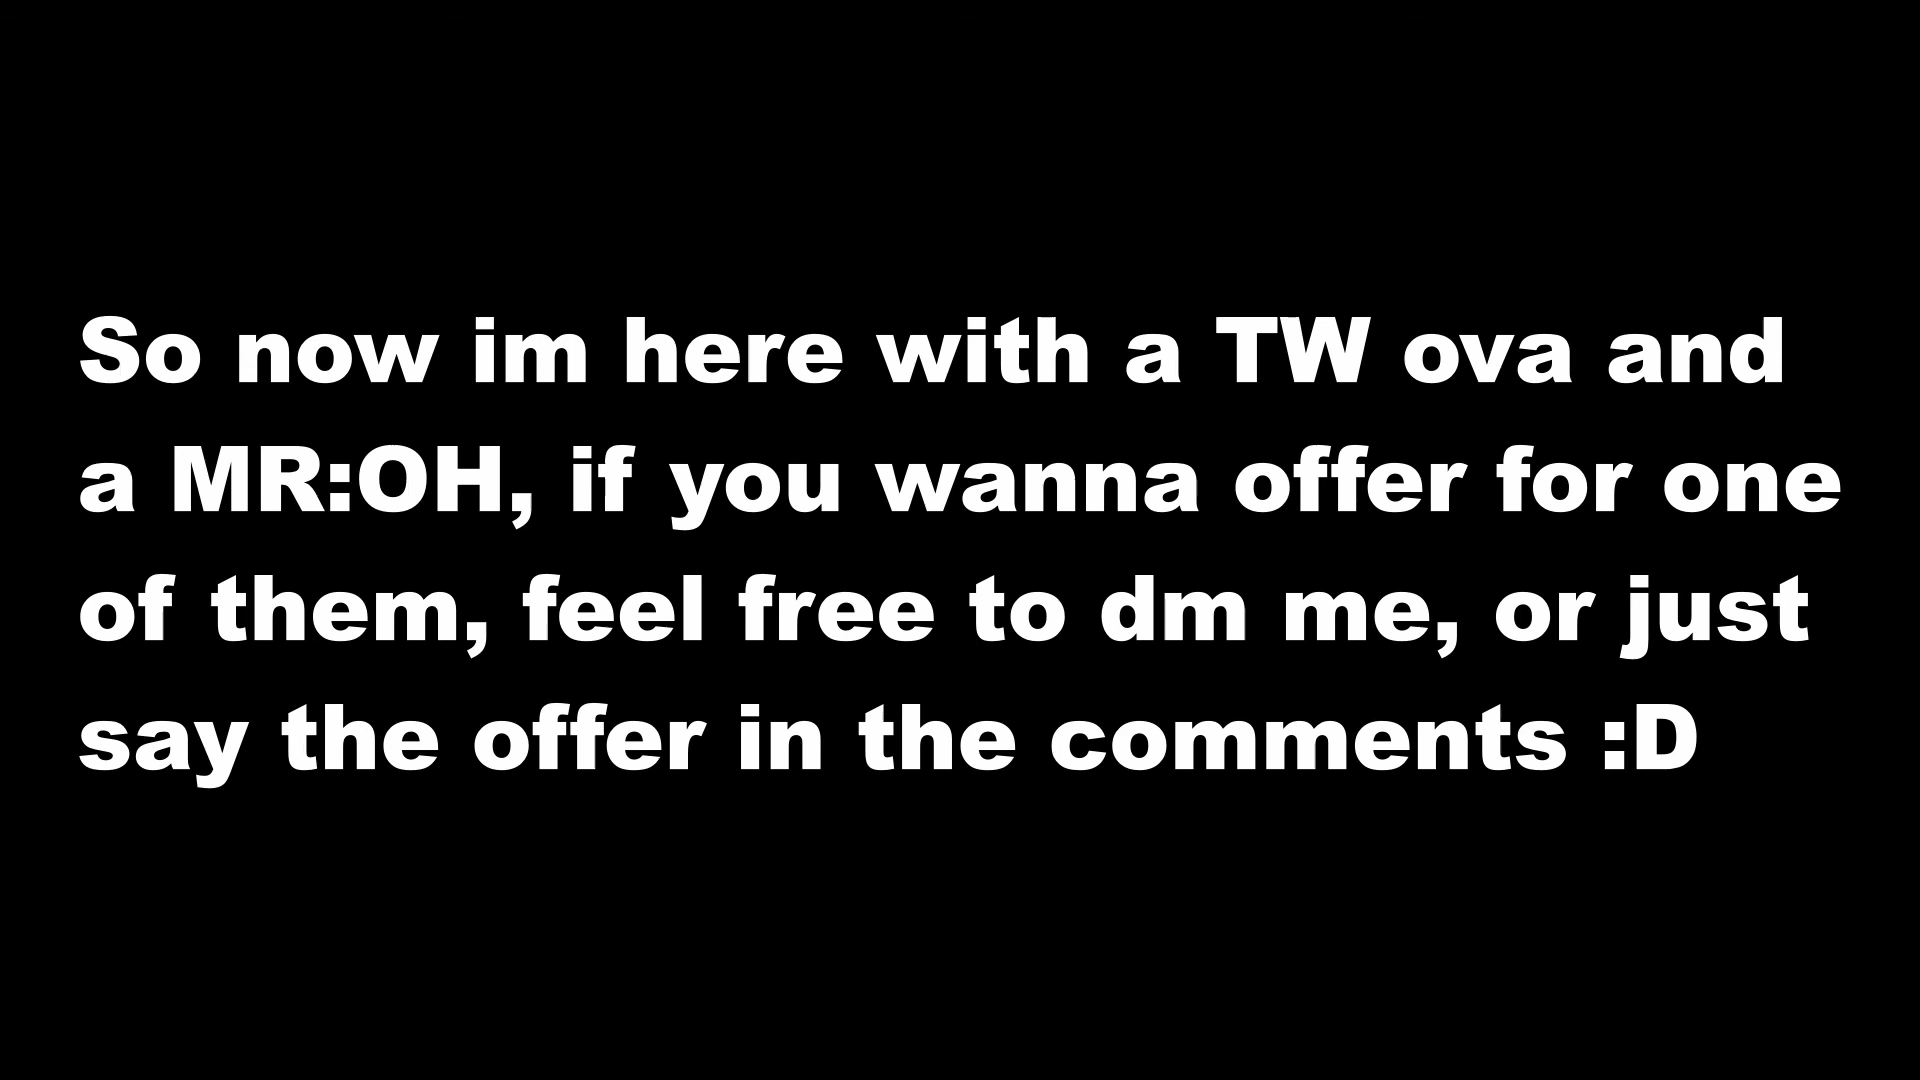 So now im here with a TW ova and
a MR:OH, if you wanna offer for one
of them, feel free to dm me, or just
say the offer in the comments :D